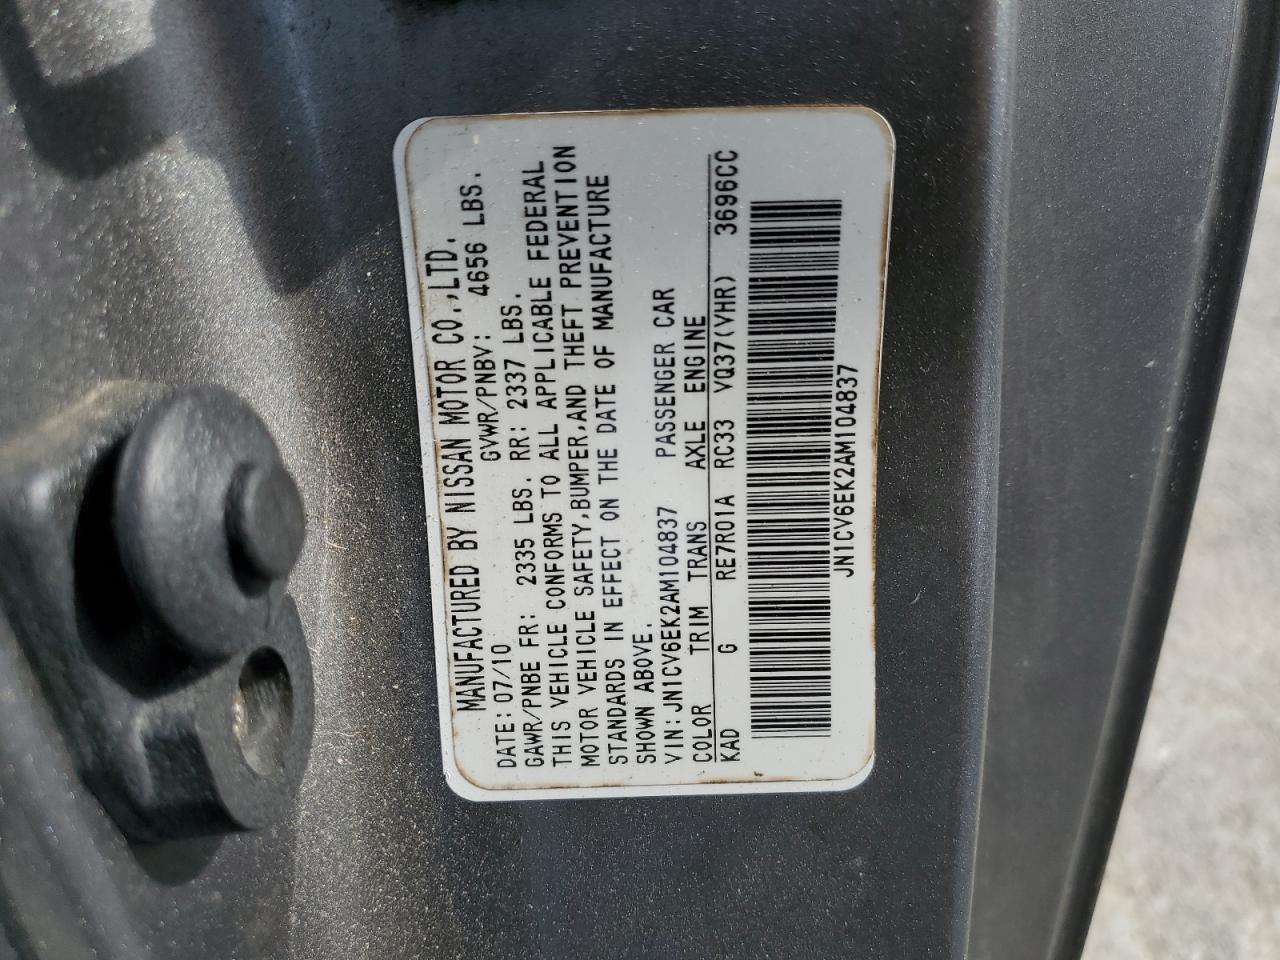 MANUFACTURED BY NISSAN MOTOR CO.,LTD.
DATE: 07/10 GVWR/PNBV: 4656 LBS.
GAWR/PNBE FR: 2335 LBS. RR: 2337 LBS.
THIS VEHICLE CONFORMS TO ALL APPLICABLE FEDERAL
MOTOR VEHICLE SAFETY,BUMPER,AND THEFT PREVENTION
STANDARDS IN EFFECT ON THE DATE OF MANUFACTURE
SHOWN ABOVE.
VIN:JN1CV6EK2AM104837 PASSENGER CAR
COLOR TRIM TRANS AXLE ENGINE
KAD G RE7R01A RC33 VQ37(VHR) 3696CC
JN1CV6EK2AM104837